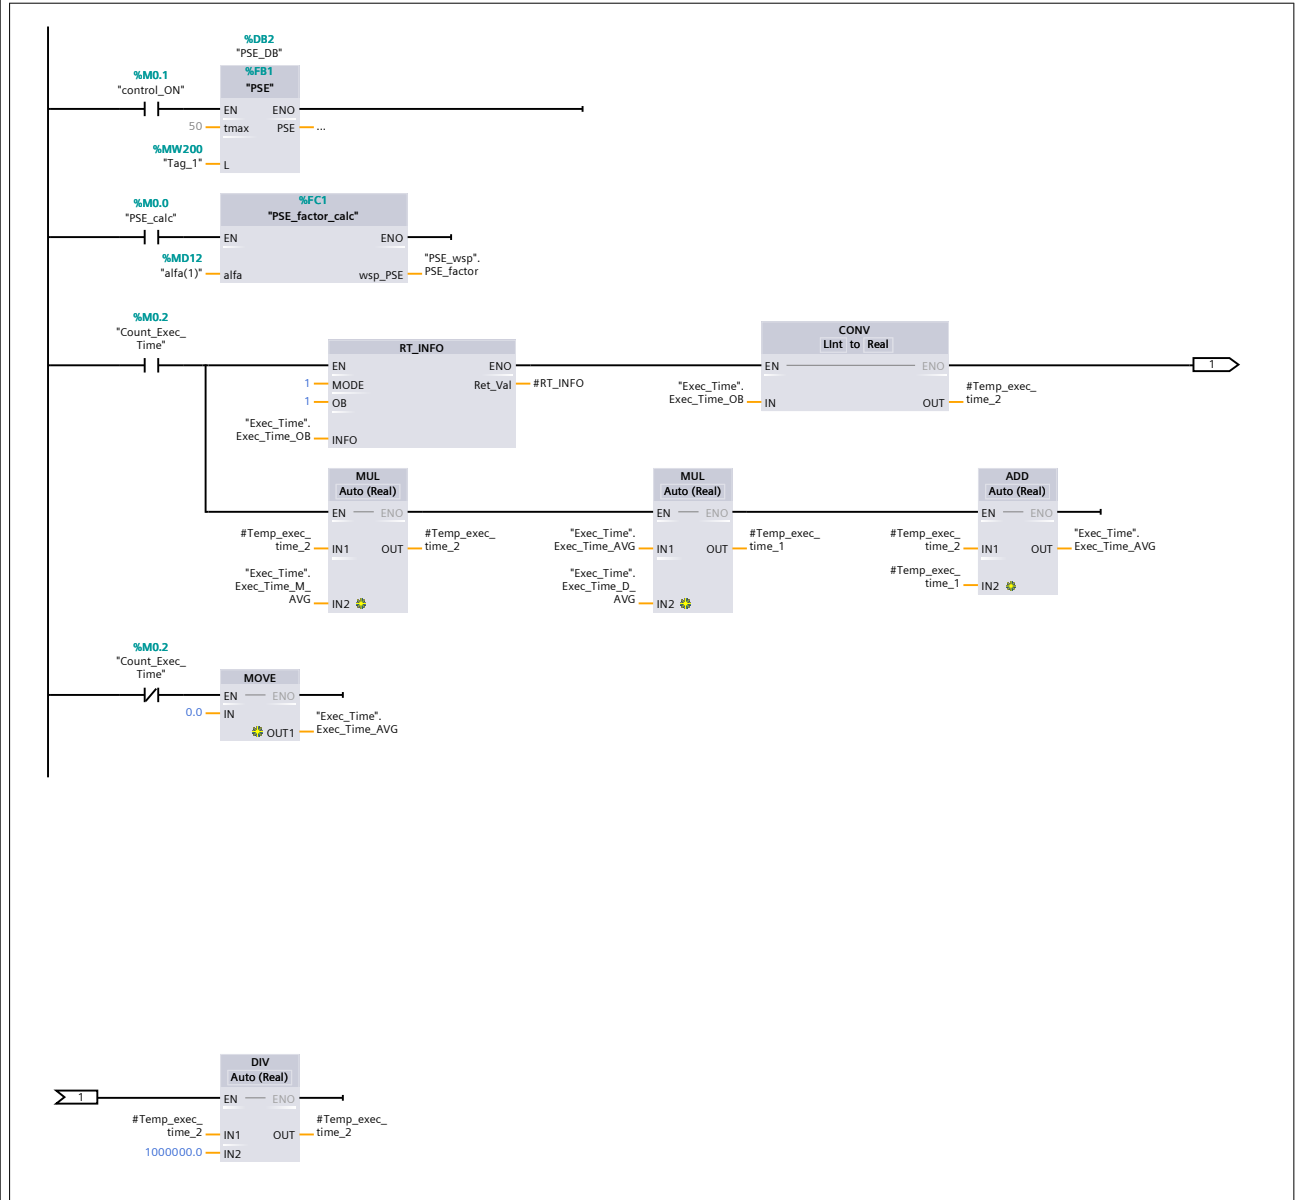 %DB2
"PSE_DB"
%M0.1
"control_ON"
%FB1
"PSE"
EN ENO
50 tmax PSE ...
%MW200
"Tag_1" L
%M0.0
"PSE_calc"
%FC1
"PSE_factor_calc"
EN ENO
%MD12
"alfa(1)" alfa wsp_PSE "PSE_wsp".
PSE_factor
%M0.2
"Count_Exec_
Time"
RT_INFO
EN ENO
1 MODE Ret_Val #RT_INFO
1 OB
"Exec_Time".
Exec_Time_OB INFO
CONV
LInt to Real
EN ENO
"Exec_Time".
Exec_Time_OB IN OUT #Temp_exec_
time_2
1
MUL
Auto (Real)
EN ENO
#Temp_exec_
time_2 IN1 OUT #Temp_exec_
time_2
"Exec_Time".
Exec_Time_M_
AVG IN2
MUL
Auto (Real)
EN ENO
"Exec_Time".
Exec_Time_AVG IN1 OUT #Temp_exec_
time_1
"Exec_Time".
Exec_Time_D_
AVG IN2
ADD
Auto (Real)
EN ENO
#Temp_exec_
time_2 IN1 OUT "Exec_Time".
Exec_Time_AVG
#Temp_exec_
time_1 IN2
%M0.2
"Count_Exec_
Time"
MOVE
EN ENO
0.0 IN
OUT1 "Exec_Time".
Exec_Time_AVG
1
DIV
Auto (Real)
EN ENO
#Temp_exec_
time_2 IN1 OUT #Temp_exec_
time_2
1000000.0 IN2